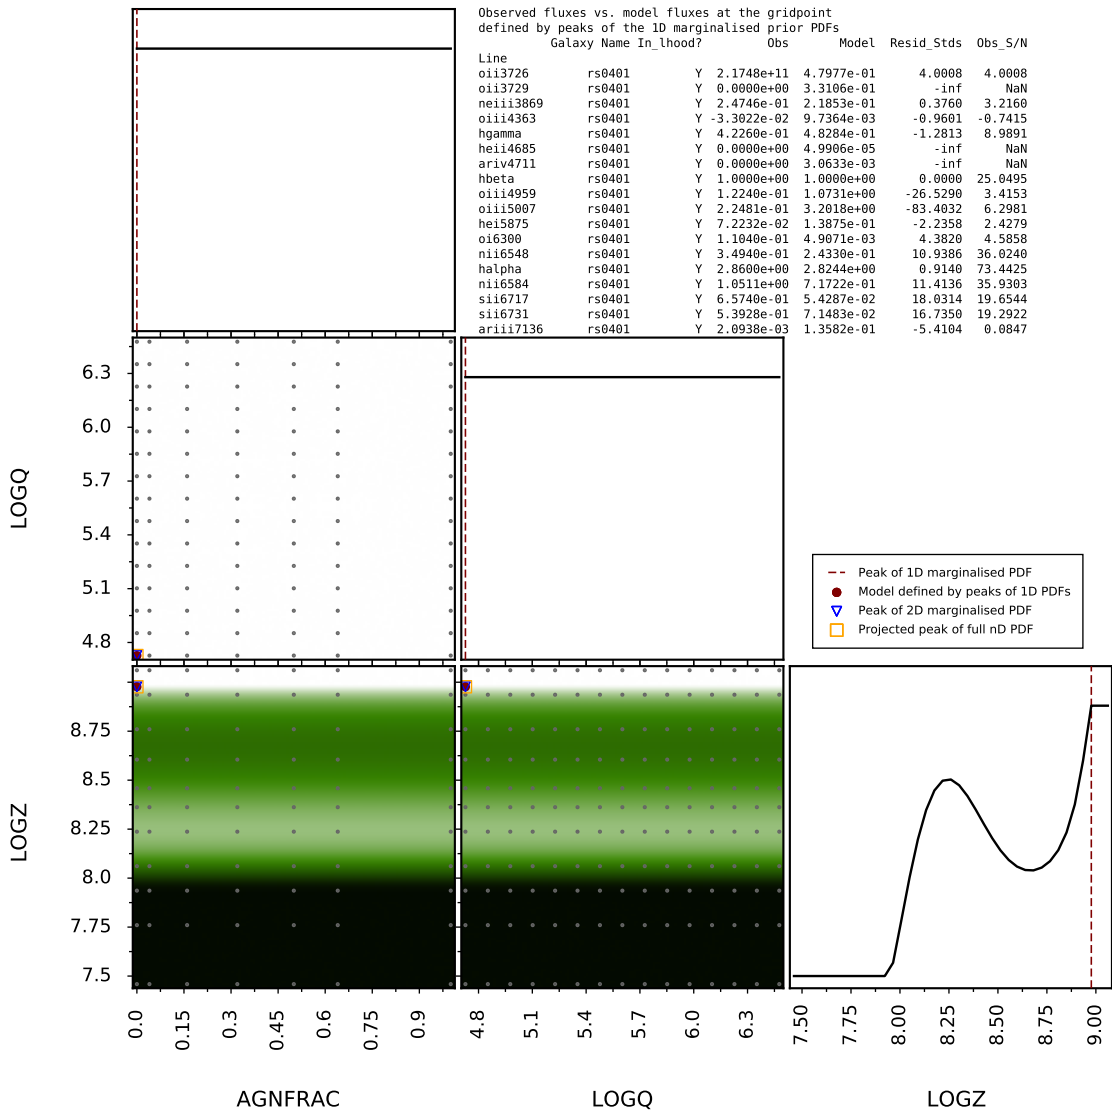 Observed fluxes vs. model fluxes at the gridpoint
defined by peaks of the 1D marginalised prior PDFs
Galaxy Name In_lhood? Obs Model Resid_Stds Obs_S/N
Line
oii3726 rs0401 Y 2.1748e+11 4.7977e-01 4.0008 4.0008
oii3729 rs0401 Y 0.0000e+00 3.3106e-01 -inf NaN
neiii3869 rs0401 Y 2.4746e-01 2.1853e-01 0.3760 3.2160
oiii4363 rs0401 Y -3.3022e-02 9.7364e-03 -0.9601 -0.7415
hgamma rs0401 Y 4.2260e-01 4.8284e-01 -1.2813 8.9891
heii4685 rs0401 Y 0.0000e+00 4.9906e-05 -inf NaN
ariv4711 rs0401 Y 0.0000e+00 3.0633e-03 -inf NaN
hbeta rs0401 Y 1.0000e+00 1.0000e+00 0.0000 25.0495
oiii4959 rs0401 Y 1.2240e-01 1.0731e+00 -26.5290 3.4153
oiii5007 rs0401 Y 2.2481e-01 3.2018e+00 -83.4032 6.2981
hei5875 rs0401 Y 7.2232e-02 1.3875e-01 -2.2358 2.4279
oi6300 rs0401 Y 1.1040e-01 4.9071e-03 4.3820 4.5858
nii6548 rs0401 Y 3.4940e-01 2.4330e-01 10.9386 36.0240
halpha rs0401 Y 2.8600e+00 2.8244e+00 0.9140 73.4425
nii6584 rs0401 Y 1.0511e+00 7.1722e-01 11.4136 35.9303
sii6717 rs0401 Y 6.5740e-01 5.4287e-02 18.0314 19.6544
sii6731 rs0401 Y 5.3928e-01 7.1483e-02 16.7350 19.2922
ariii7136 rs0401 Y 2.0938e-03 1.3582e-01 -5.4104 0.0847
6.3
6.0
5.7
5.4
5.1
4.8
LOGQ
Peak of 1D marginalised PDF
Model defined by peaks of 1D PDFs
Peak of 2D marginalised PDF
Projected peak of full nD PDF
8.75
8.5
8.25
8.0
7.75
7.5
LOGZ
0.0 0.15 0.3 0.45 0.6 0.75 0.9
4.8 5.1 5.4 5.7 6.0 6.3
7.50 7.75 8.00 8.25 8.50 8.75 9.00
AGNFRAC LOGQ LOGZ